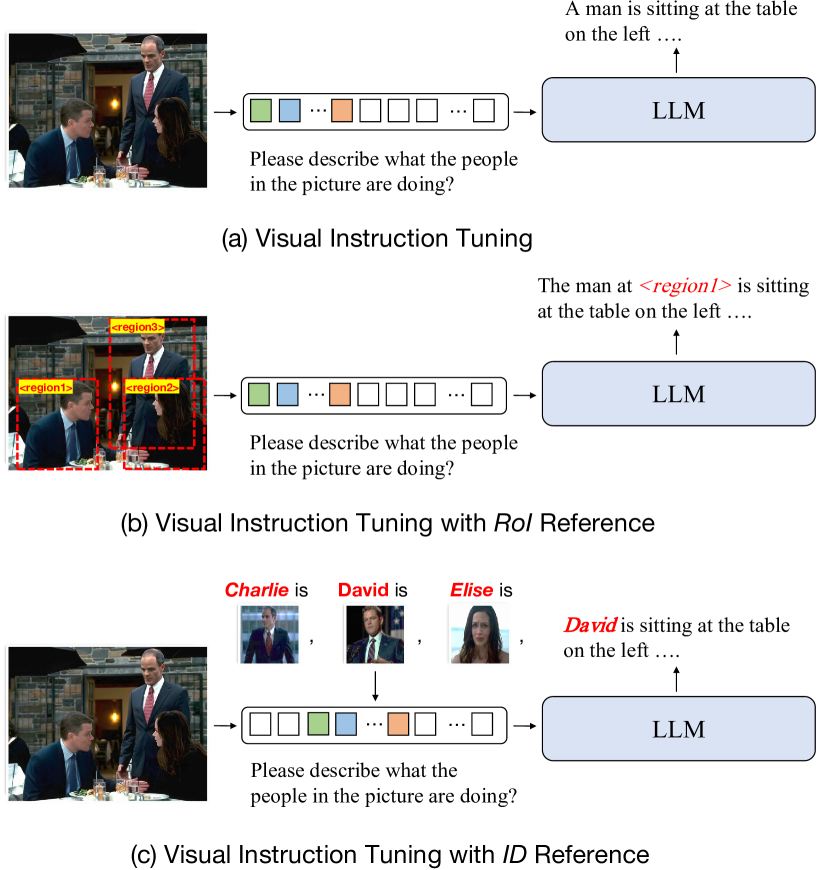 A man is sitting at the table
on the left ….
…
…
LLM
Please describe what the people
in the picture are doing?
(a) Visual Instruction Tuning
The man at <region1> is sitting
at the table on the left ….
<region3>
<region1>
<region2>
…
…
LLM
Please describe what the people
in the picture are doing?
(b) Visual Instruction Tuning with RoI Reference
Charlie is
David is
Elise is
, , ,
David is sitting at the table
on the left ….
…
…
LLM
Please describe what the
people in the picture are doing?
(c) Visual Instruction Tuning with ID Reference